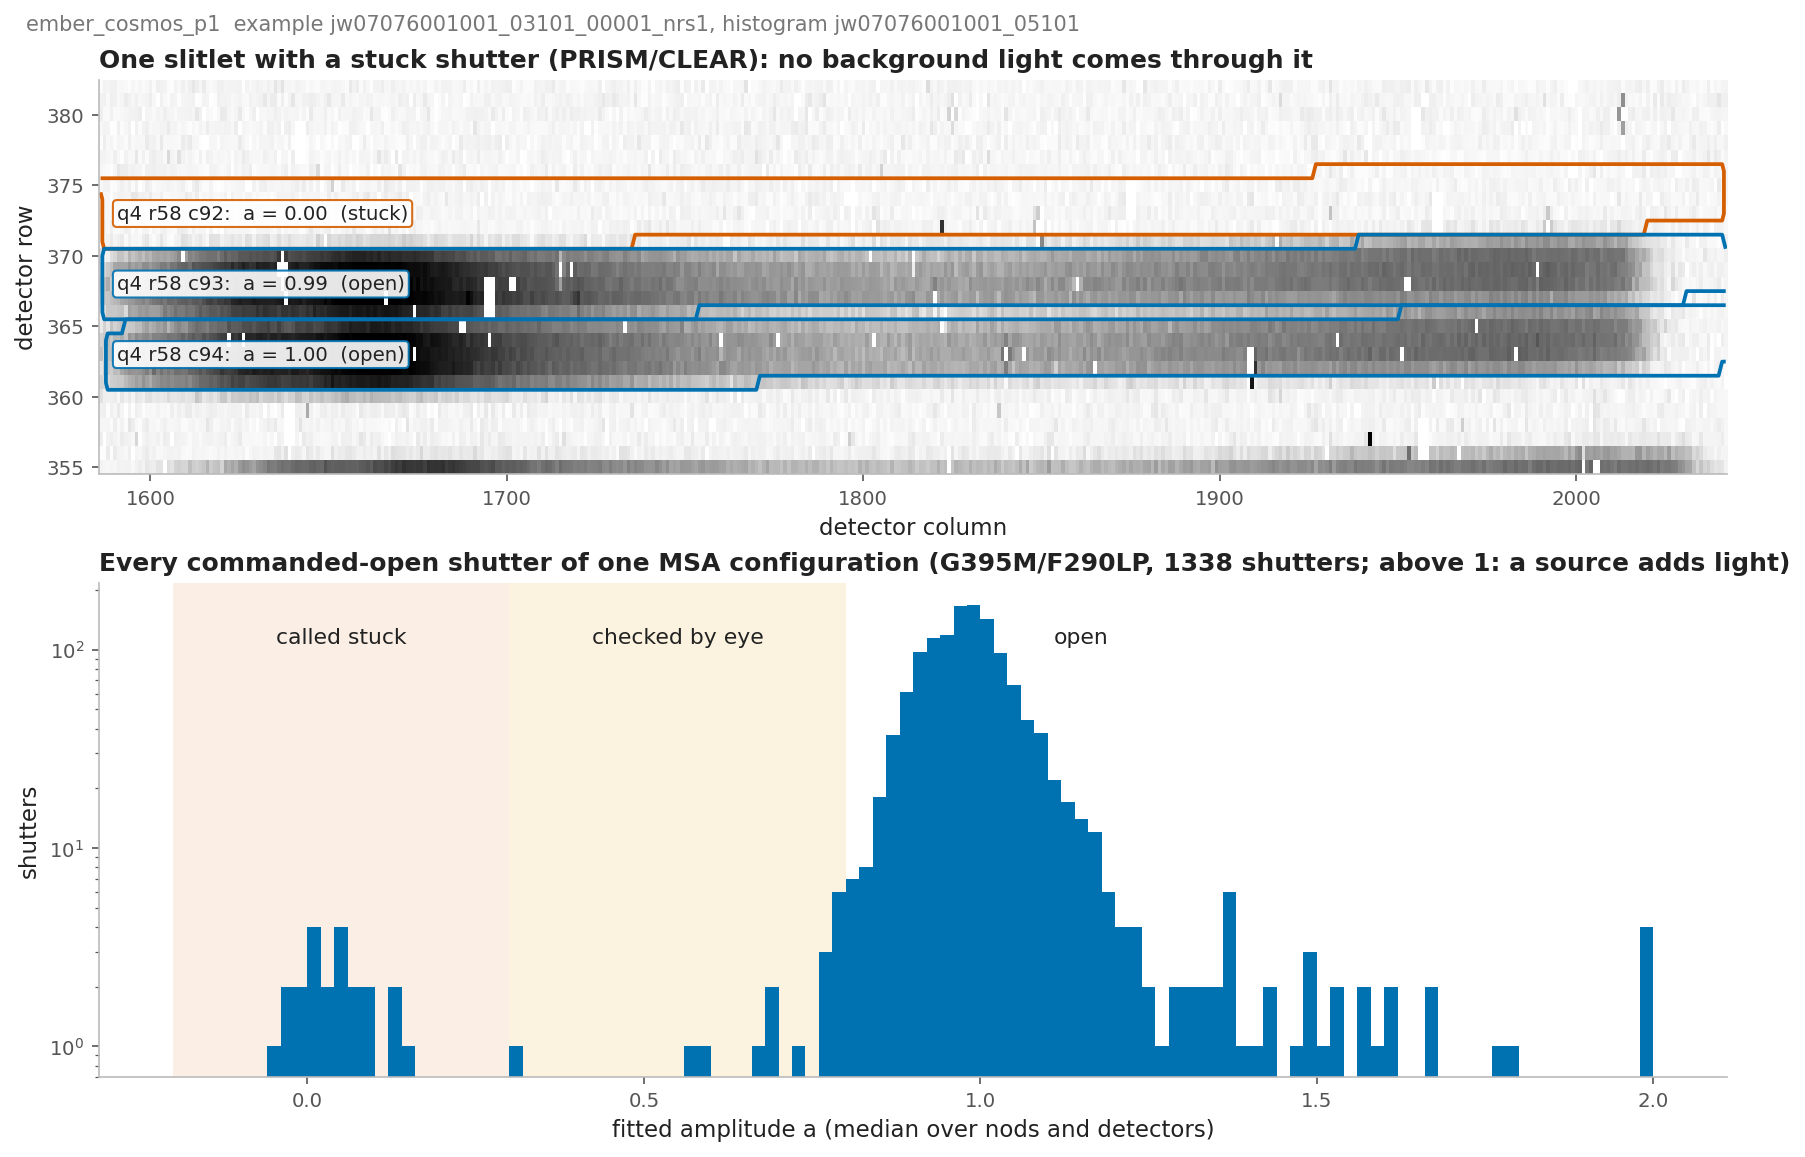 ember_cosmos_p1  example jw07076001001_03101_00001_nrs1, histogram jw07076001001_05101
One slitlet with a stuck shutter (PRISM/CLEAR): no background light comes through it
380
375
q4 r58 c92:  a = 0.00  (stuck)
370
q4 r58 c93:  a = 0.99  (open)
365
q4 r58 c94:  a = 1.00  (open)
360
355
detector row
1600 1700 1800 1900 2000
detector column
Every commanded-open shutter of one MSA configuration (G395M/F290LP, 1338 shutters; above 1: a source adds light)
called stuck checked by eye open
10²
10¹
10⁰
shutters
0.0 0.5 1.0 1.5 2.0
fitted amplitude a (median over nods and detectors)